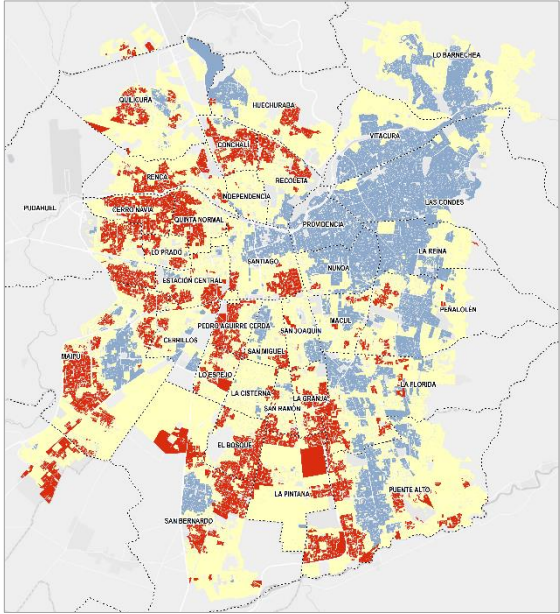 LO BARNECHEA
QUILICURA
HUECHURABA
VITACURA
CONCHALÍ
RENCA
RECOLETA
INDEPENDENCIA
LAS CONDES
PUDAHUEL
CERRO NAVIA
QUINTA NORMAL
PROVIDENCIA
LO PRADO
SANTIAGO
LA REINA
ÑUÑOA
ESTACIÓN CENTRAL
PEÑALOLÉN
PEDRO AGUIRRE CERDA
SAN JOAQUÍN
MACUL
CERRILLOS
SAN MIGUEL
MAIPÚ
LO ESPEJO
LA FLORIDA
LA CISTERNA
LA GRANJA
SAN RAMÓN
EL BOSQUE
PUENTE ALTO
LA PINTANA
SAN BERNARDO